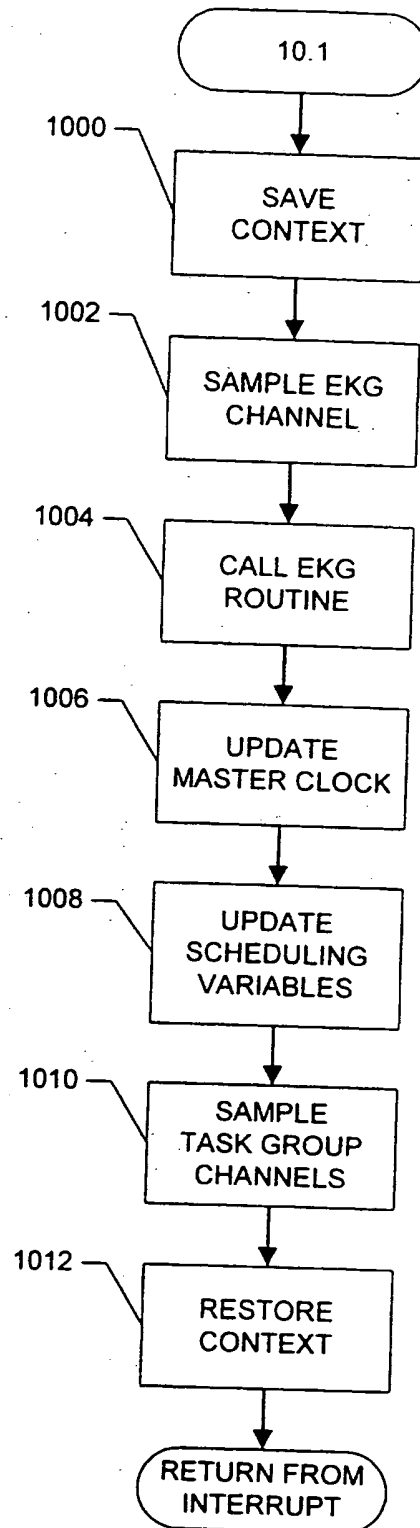 10.1
1000
SAVE
CONTEXT
1002
SAMPLE EKG
CHANNEL
1004
CALL EKG
ROUTINE
1006
UPDATE
MASTER CLOCK
1008
UPDATE
SCHEDULING
VARIABLES
1010
SAMPLE
TASK GROUP
CHANNELS
1012
RESTORE
CONTEXT
RETURN FROM
INTERRUPT